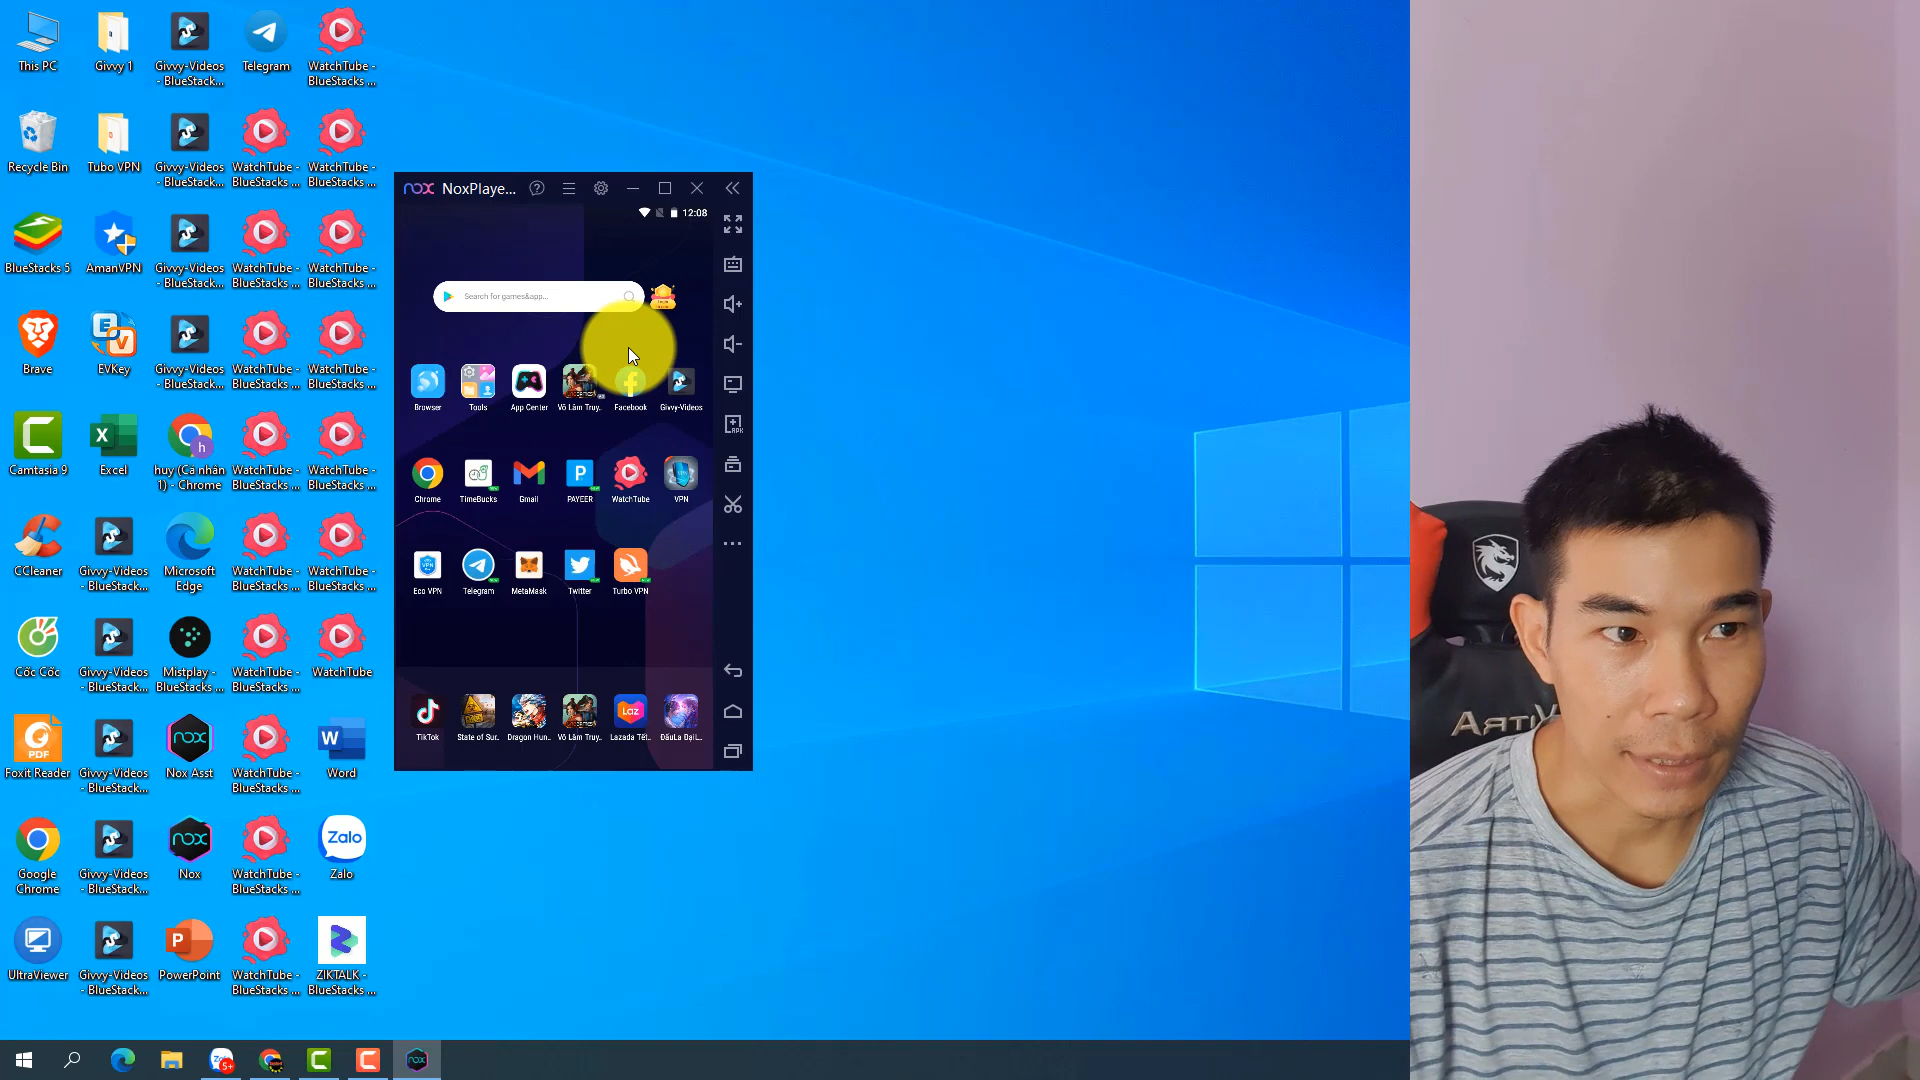 This PC
Givvy 1
Givvy-Videos
- BlueStack...
Telegram
WatchTube -
BlueStacks ...
Recycle Bin
Tubo VPN
Givvy-Videos
- BlueStack...
WatchTube -
BlueStacks ...
WatchTube -
BlueStacks ...
BlueStacks 5
AmanVPN
Givvy-Videos
- BlueStack...
WatchTube -
BlueStacks ...
WatchTube -
BlueStacks ...
Brave
EVKey
Givvy-Videos
- BlueStack...
WatchTube -
BlueStacks ...
WatchTube -
BlueStacks ...
Camtasia 9
Excel
huy (Cá nhân
1) - Chrome
WatchTube -
BlueStacks ...
WatchTube -
BlueStacks ...
CCleaner
Givvy-Videos
- BlueStack...
Microsoft
Edge
WatchTube -
BlueStacks ...
WatchTube -
BlueStacks ...
Cốc Cốc
Givvy-Videos
- BlueStack...
Mistplay -
BlueStacks ...
WatchTube -
BlueStacks ...
WatchTube
Foxit Reader
Givvy-Videos
- BlueStack...
Nox Asst
WatchTube -
BlueStacks ...
Word
Google
Chrome
Givvy-Videos
- BlueStack...
Nox
WatchTube -
BlueStacks ...
Zalo
Zalo
UltraViewer
Givvy-Videos
- BlueStack...
PowerPoint
WatchTube -
BlueStacks ...
ZIKTALK -
BlueStacks ...
nox NoxPlaye...
12:08
Search for games&app...
Browser
Tools
App Center
Võ Lâm Truy..
Facebook
Givvy-Videos
Chrome
TimeBucks
Gmail
PAYEER
WatchTube
VPN
Eco VPN
Telegram
MetaMask
Twitter
Turbo VPN
TikTok
State of Sur..
Dragon Hun..
Võ Lâm Truy..
Lazada Tết..
ĐấuLa ĐạiL..
PDF
5+